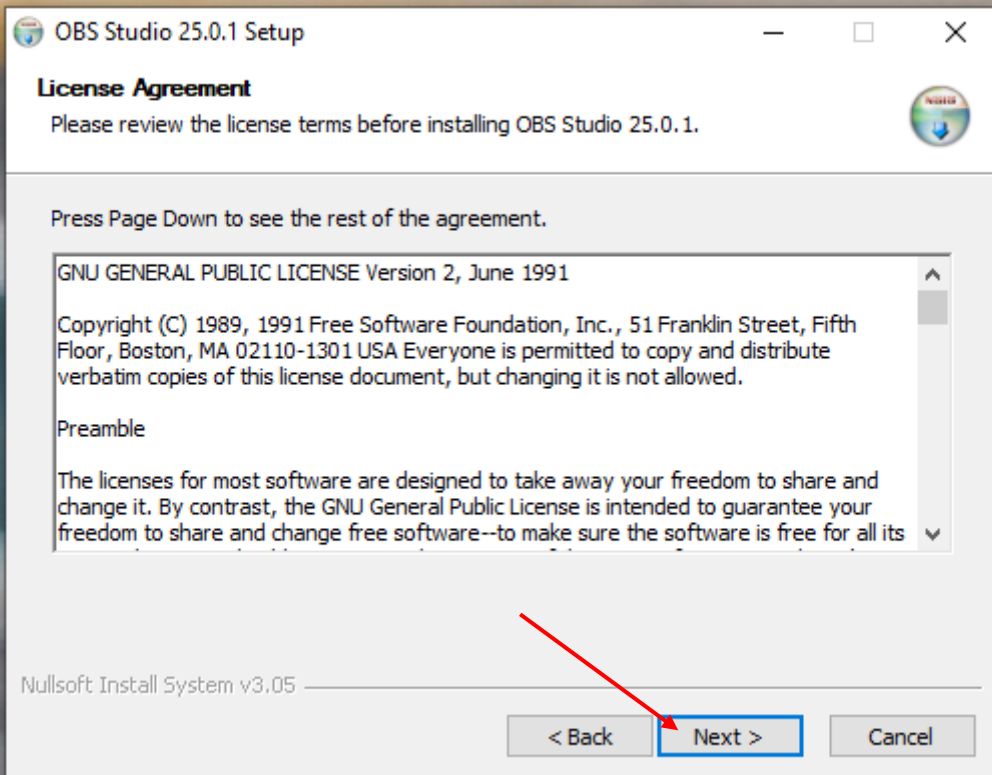 OBS Studio 25.0.1 Setup
License Agreement
Please review the license terms before installing OBS Studio 25.0.1.
Press Page Down to see the rest of the agreement.
GNU GENERAL PUBLIC LICENSE Version 2, June 1991
Copyright (C) 1989, 1991 Free Software Foundation, Inc., 51 Franklin Street, Fifth
Floor, Boston, MA 02110-1301 USA Everyone is permitted to copy and distribute
verbatim copies of this license document, but changing it is not allowed.
Preamble
The licenses for most software are designed to take away your freedom to share and
change it. By contrast, the GNU General Public License is intended to guarantee your
freedom to share and change free software--to make sure the software is free for all its
Nullsoft Install System v3.05
< Back
Next >
Cancel